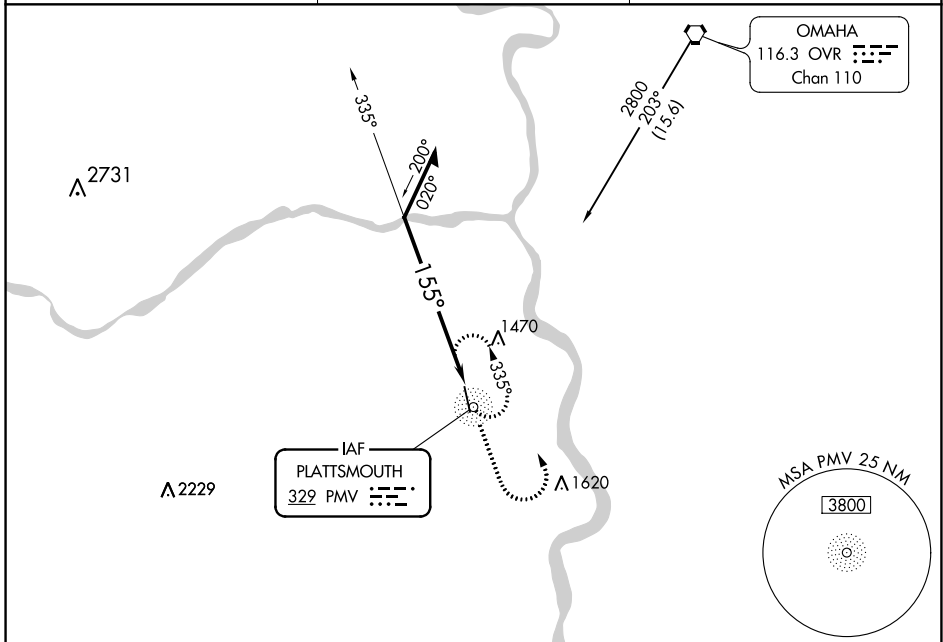 OMAHA
116.3 OVR
Chan 110
2800
203°
(15.6)
335°
200°
020°
2731
155°
1470
335°
IAF
PLATTSMOUTH
329 PMV
2229
1620
MSA PMV 25 NM
3800